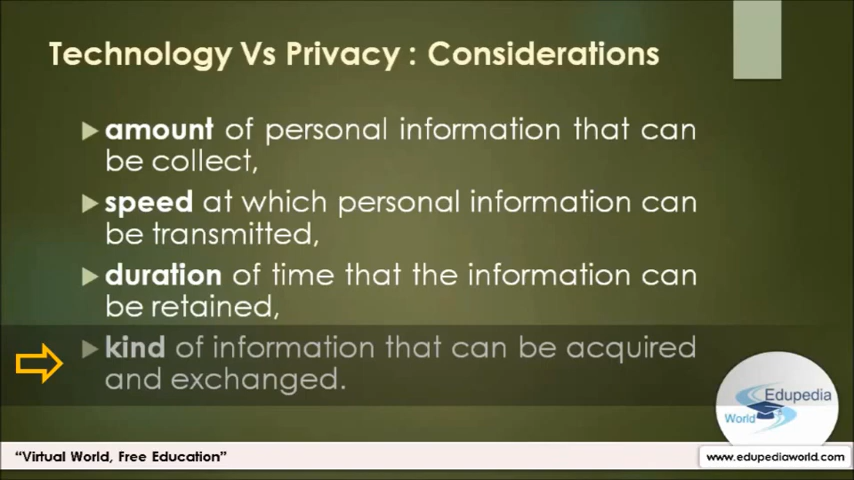 Technology Vs Privacy : Considerations
amount of personal information that can
be collect,
speed at which personal information can
be transmitted,
duration of time that the information can
be retained,
kind of information that can be acquired
and exchanged.
Edupedia
World
“Virtual World, Free Education”
www.edupediaworld.com